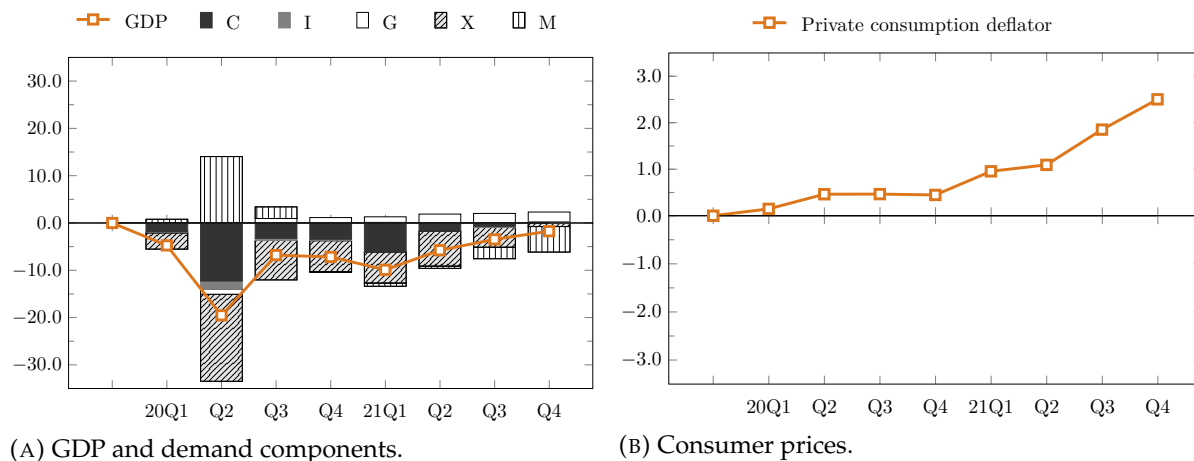 GDP C I G X M
30.0
20.0
10.0
0.0
−10.0
−20.0
−30.0
20Q1 Q2 Q3 Q4 21Q1 Q2 Q3 Q4
(A) GDP and demand components.
Private consumption deflator
3.0
2.0
1.0
0.0
−1.0
−2.0
−3.0
20Q1 Q2 Q3 Q4 21Q1 Q2 Q3 Q4
(B) Consumer prices.